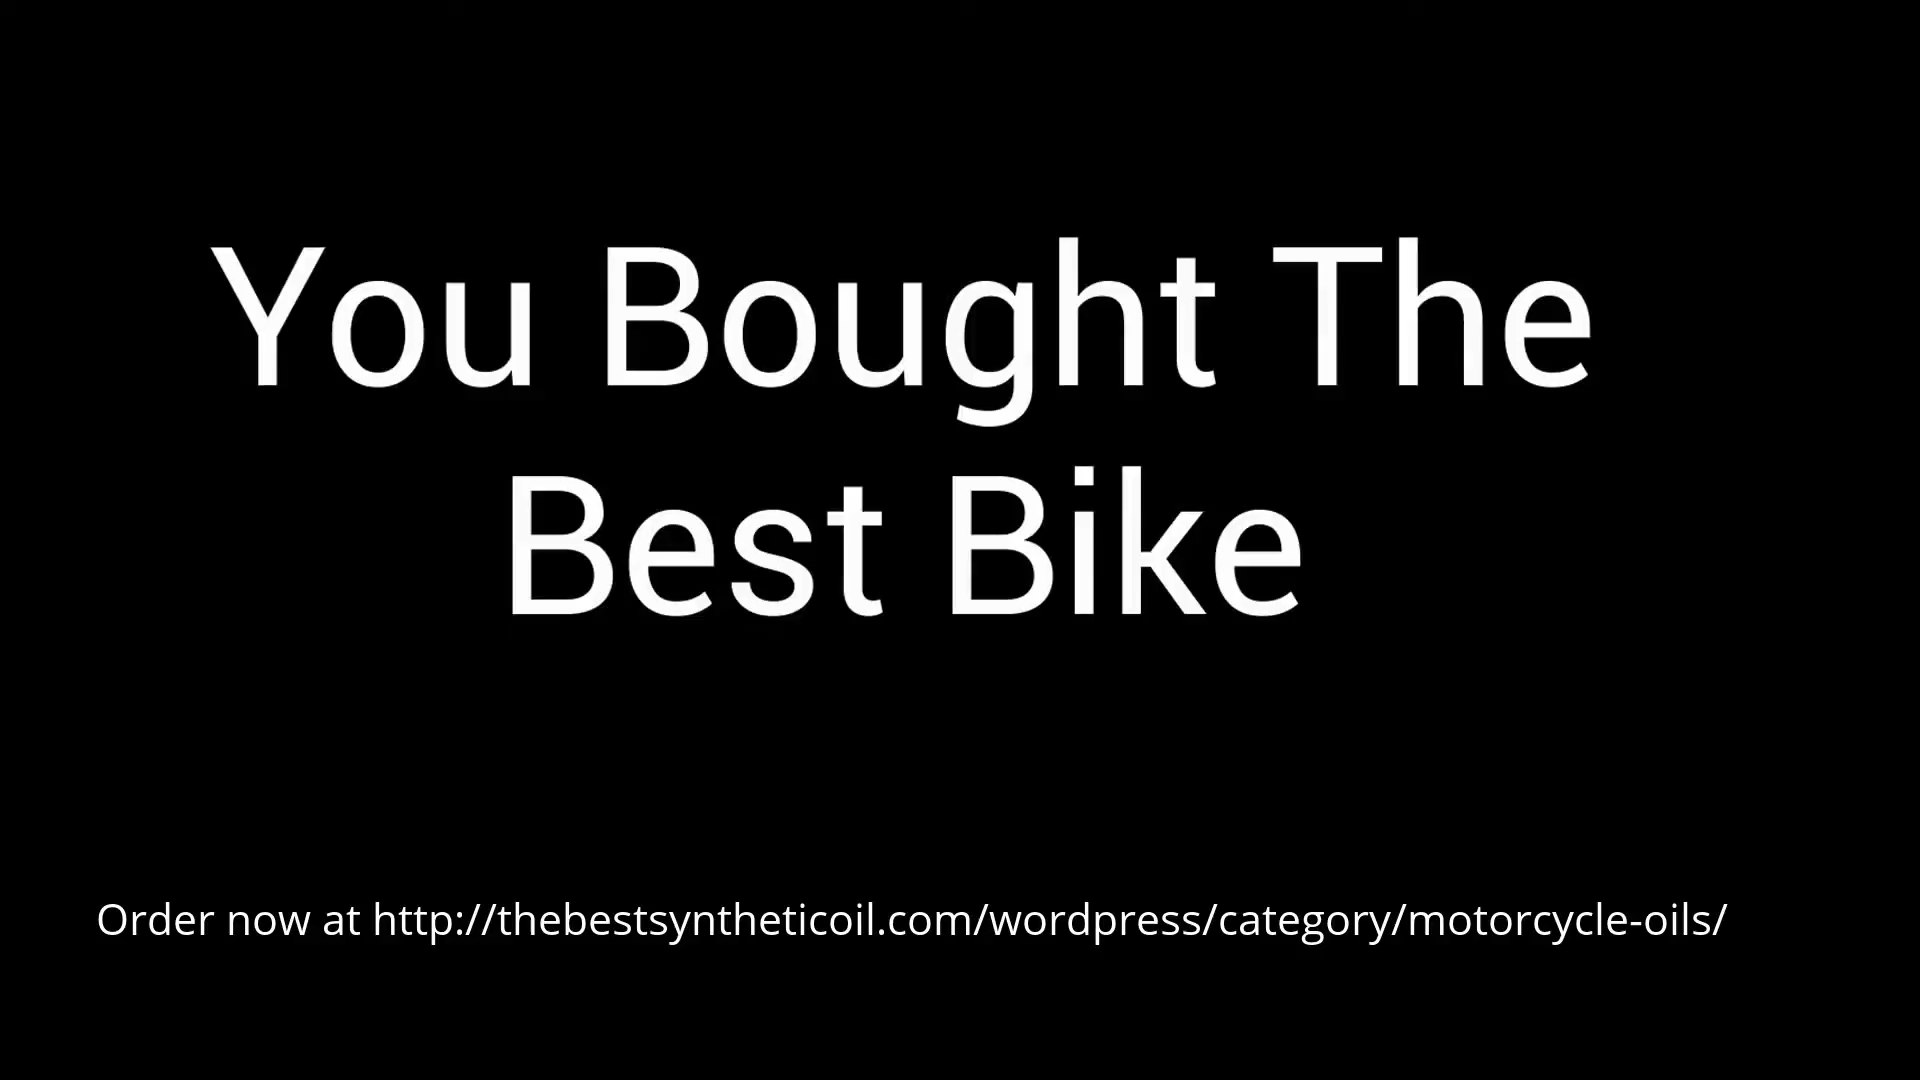 You Bought The
Best Bike
Order now at http://thebestsyntheticoil.com/wordpress/category/motorcycle-oils/